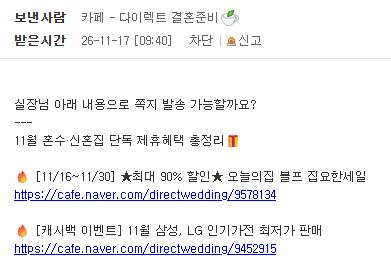 보낸사람 카페 - 다이렉트 결혼준비
받은시간 26-11-17 [09:40] 차단 신고
실장님 아래 내용으로 쪽지 발송 가능할까요?
---
11월 혼수·신혼집 단독 제휴혜택 총정리
[11/16~11/30] ★최대 90% 할인★ 오늘의집 블프 집요한세일
https://cafe.naver.com/directwedding/9578134
[캐시백 이벤트] 11월 삼성, LG 인기가전 최저가 판매
https://cafe.naver.com/directwedding/9452915